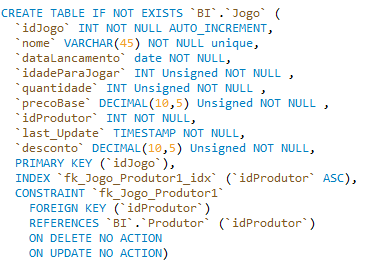 CREATE TABLE IF NOT EXISTS `BI`.`Jogo` (
`idJogo` INT NOT NULL AUTO_INCREMENT,
`nome` VARCHAR(45) NOT NULL unique,
`dataLancamento` date NOT NULL,
`idadeParaJogar` INT Unsigned NOT NULL ,
`quantidade` INT Unsigned NOT NULL ,
`precoBase` DECIMAL(10,5) Unsigned NOT NULL ,
`idProdutor` INT NOT NULL,
`last_Update` TIMESTAMP NOT NULL,
`desconto` DECIMAL(10,5) Unsigned NOT NULL,
PRIMARY KEY (`idJogo`),
INDEX `fk_Jogo_Produtor1_idx` (`idProdutor` ASC),
CONSTRAINT `fk_Jogo_Produtor1`
FOREIGN KEY (`idProdutor`)
REFERENCES `BI`.`Produtor` (`idProdutor`)
ON DELETE NO ACTION
ON UPDATE NO ACTION)